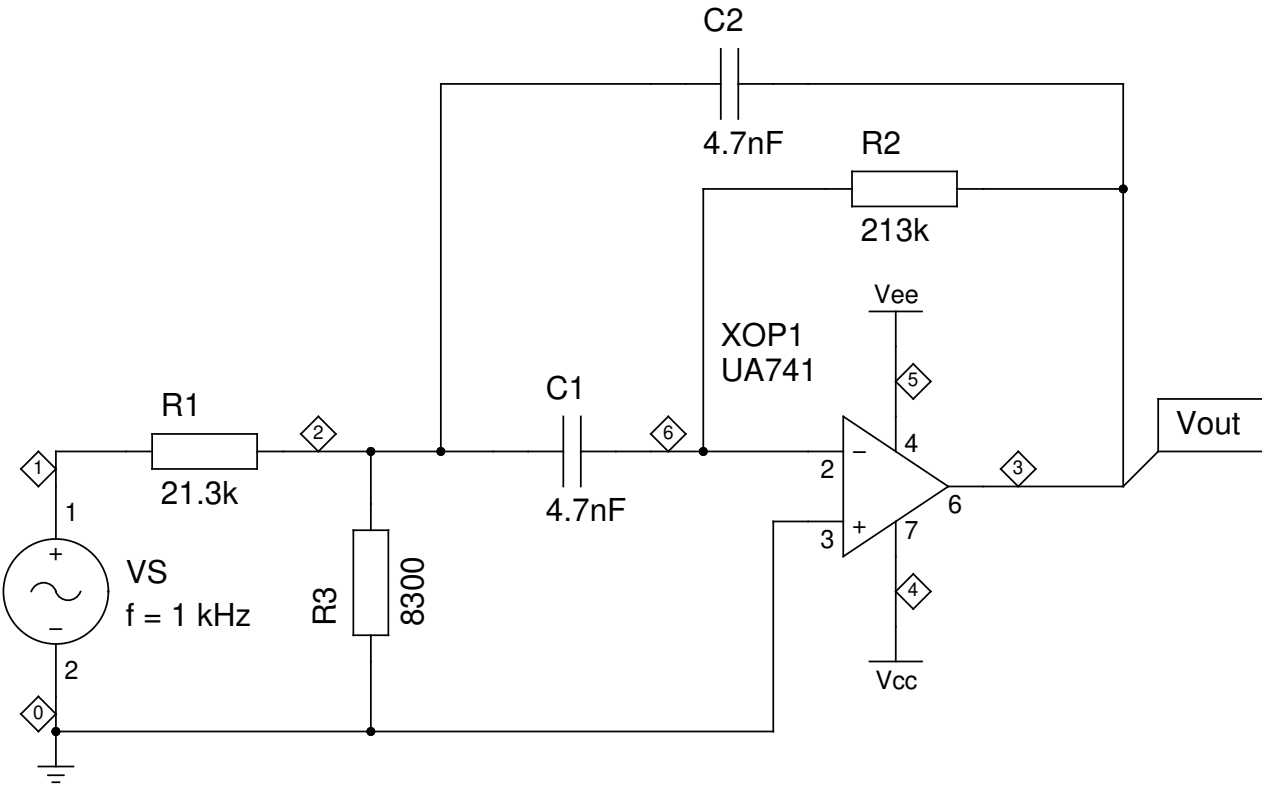 C2
4.7nF
R2
213k
Vee
XOP1
UA741
5
C1
R1
2
6
4
Vout
1
2
3
21.3k
4.7nF
6
1
3
7
VS
f = 1 kHz
R3
8300
4
2
Vcc
0